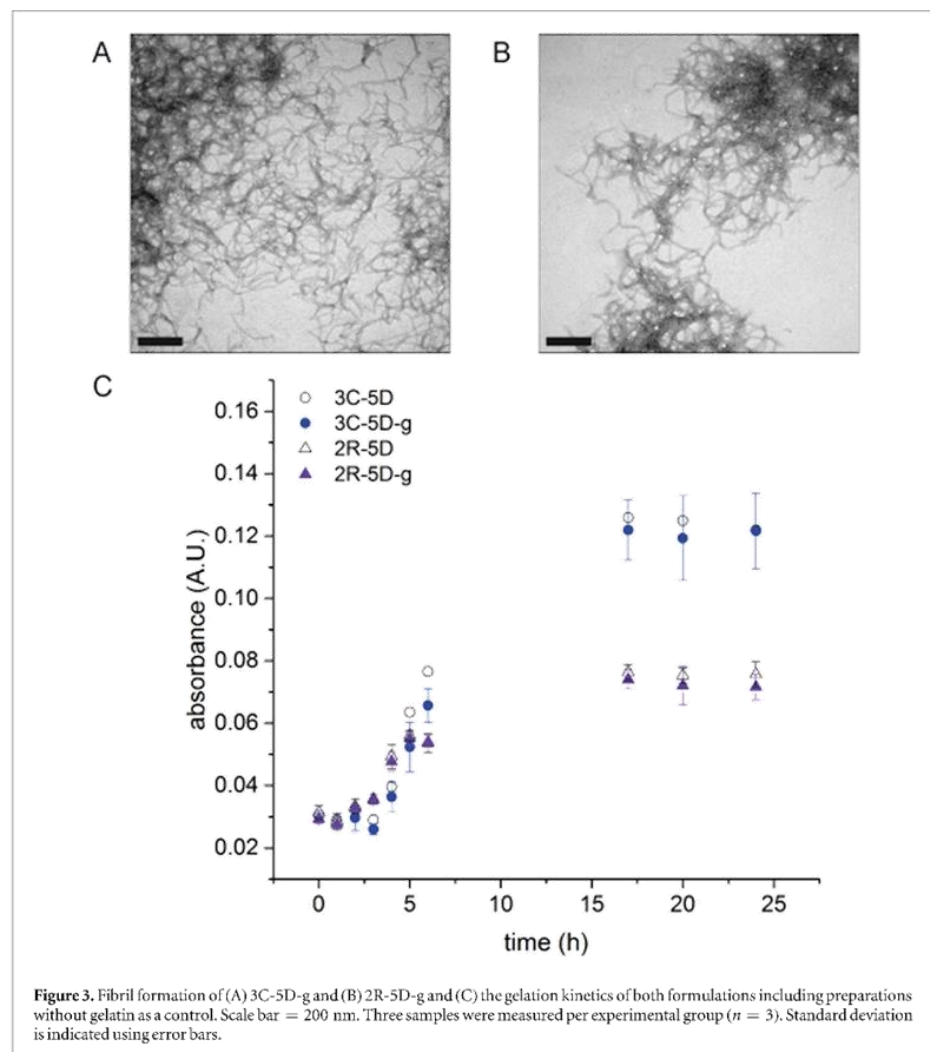 A
B
C
3C-5D
3C-5D-g
2R-5D
2R-5D-g
0.16
0.14
0.12
0.10
0.08
0.06
0.04
0.02
absorbance (A.U.)
0 5 10 15 20 25
time (h)
Figure 3. Fibril formation of (A) 3C-5D-g and (B) 2R-5D-g and (C) the gelation kinetics of both formulations including preparations
without gelatin as a control. Scale bar = 200 nm. Three samples were measured per experimental group (n = 3). Standard deviation
is indicated using error bars.